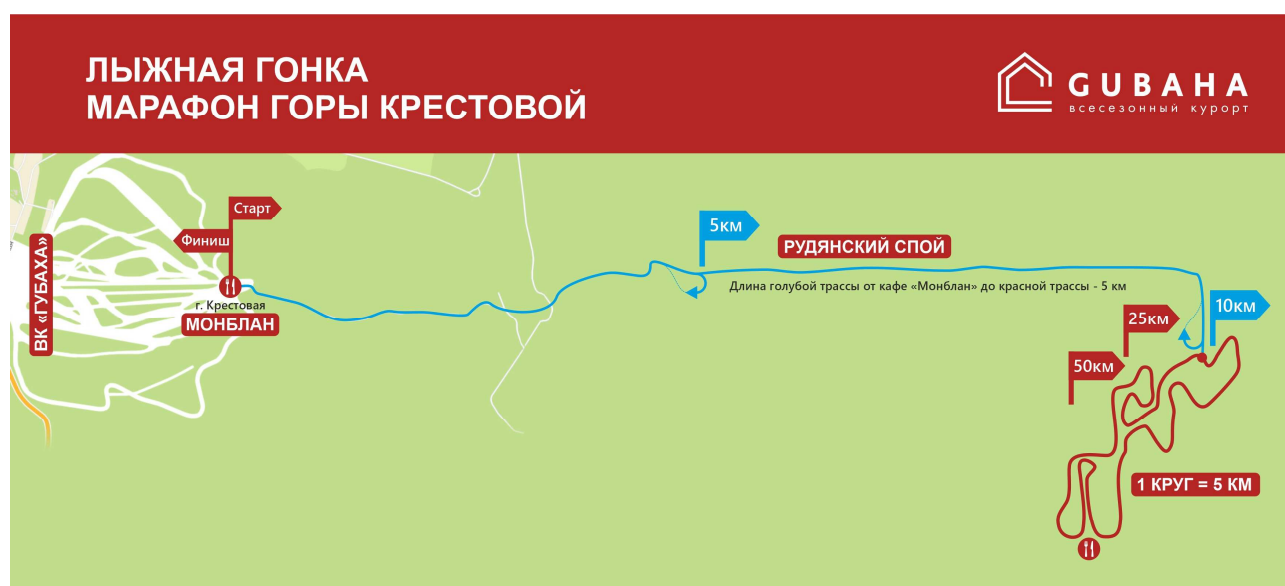 ЛЫЖНАЯ ГОНКА
МАРАФОН ГОРЫ КРЕСТОВОЙ
GUBAHA
всесезонный курорт
Старт
Финиш
ВК «ГУБАХА»
г. Крестовая
МОНБЛАН
5км
РУДЯНСКИЙ СПОЙ
Длина голубой трассы от кафе «Монблан» до красной трассы - 5 км
10км
25км
50км
1 КРУГ = 5 КМ